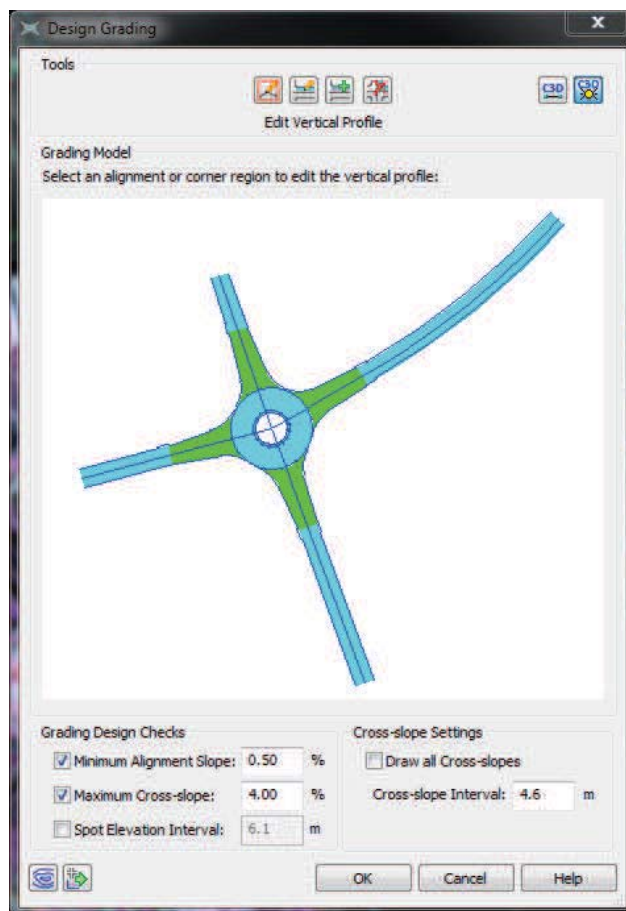 Design Grading
Tools
C3D C3D
Edit Vertical Profile
Grading Model
Select an alignment or corner region to edit the vertical profile:
Grading Design Checks
Minimum Alignment Slope: 0.50 %
Maximum Cross-slope: 4.00 %
Spot Elevation Interval: 6.1 m
Cross-slope Settings
Draw all Cross-slopes
Cross-slope Interval: 4.6 m
OK Cancel Help